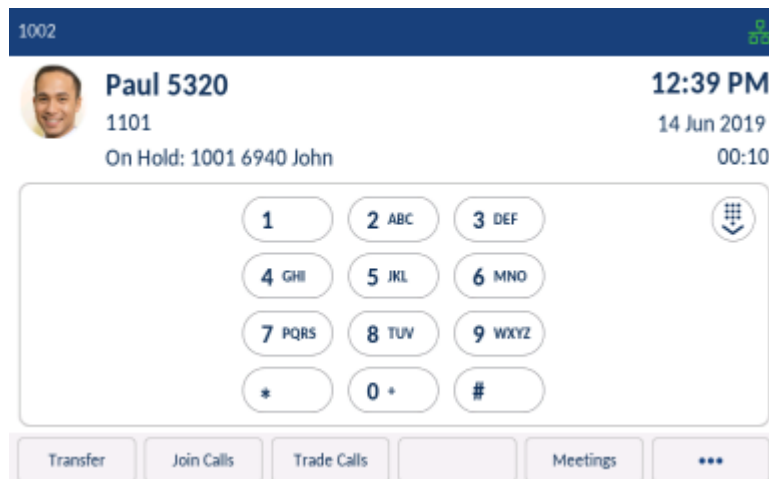 1002
Paul 5320
12:39 PM
1101
14 Jun 2019
On Hold: 1001 6940 John
00:10
1 2 ABC 3 DEF
4 GHI 5 JKL 6 MNO
7 PQRS 8 TUV 9 WXYZ
* 0 + #
Transfer Join Calls Trade Calls Meetings •••